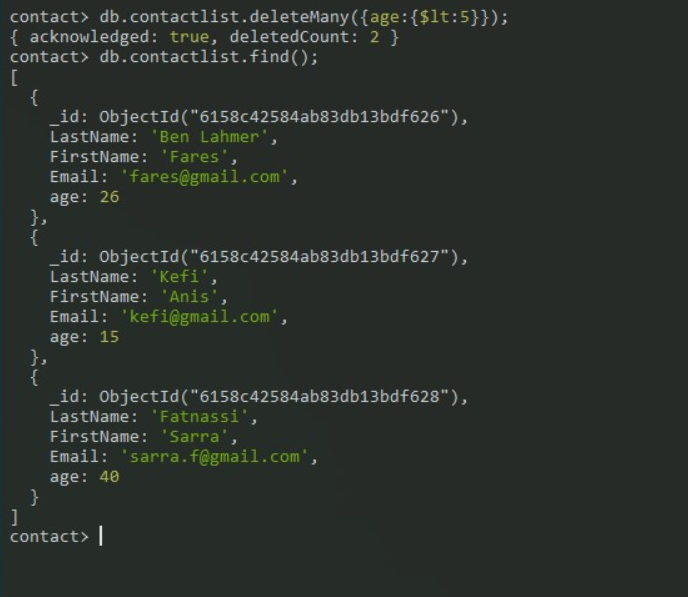 contact> db.contactlist.deleteMany({age:{$lt:5}});
{ acknowledged: true, deletedCount: 2 }
contact> db.contactlist.find();
[
  {
    _id: ObjectId("6158c42584ab83db13bdf626"),
    LastName: 'Ben Lahmer',
    FirstName: 'Fares',
    Email: 'fares@gmail.com',
    age: 26
  },
  {
    _id: ObjectId("6158c42584ab83db13bdf627"),
    LastName: 'Kefi',
    FirstName: 'Anis',
    Email: 'kefi@gmail.com',
    age: 15
  },
  {
    _id: ObjectId("6158c42584ab83db13bdf628"),
    LastName: 'Fatnassi',
    FirstName: 'Sarra',
    Email: 'sarra.f@gmail.com',
    age: 40
  }
]
contact>